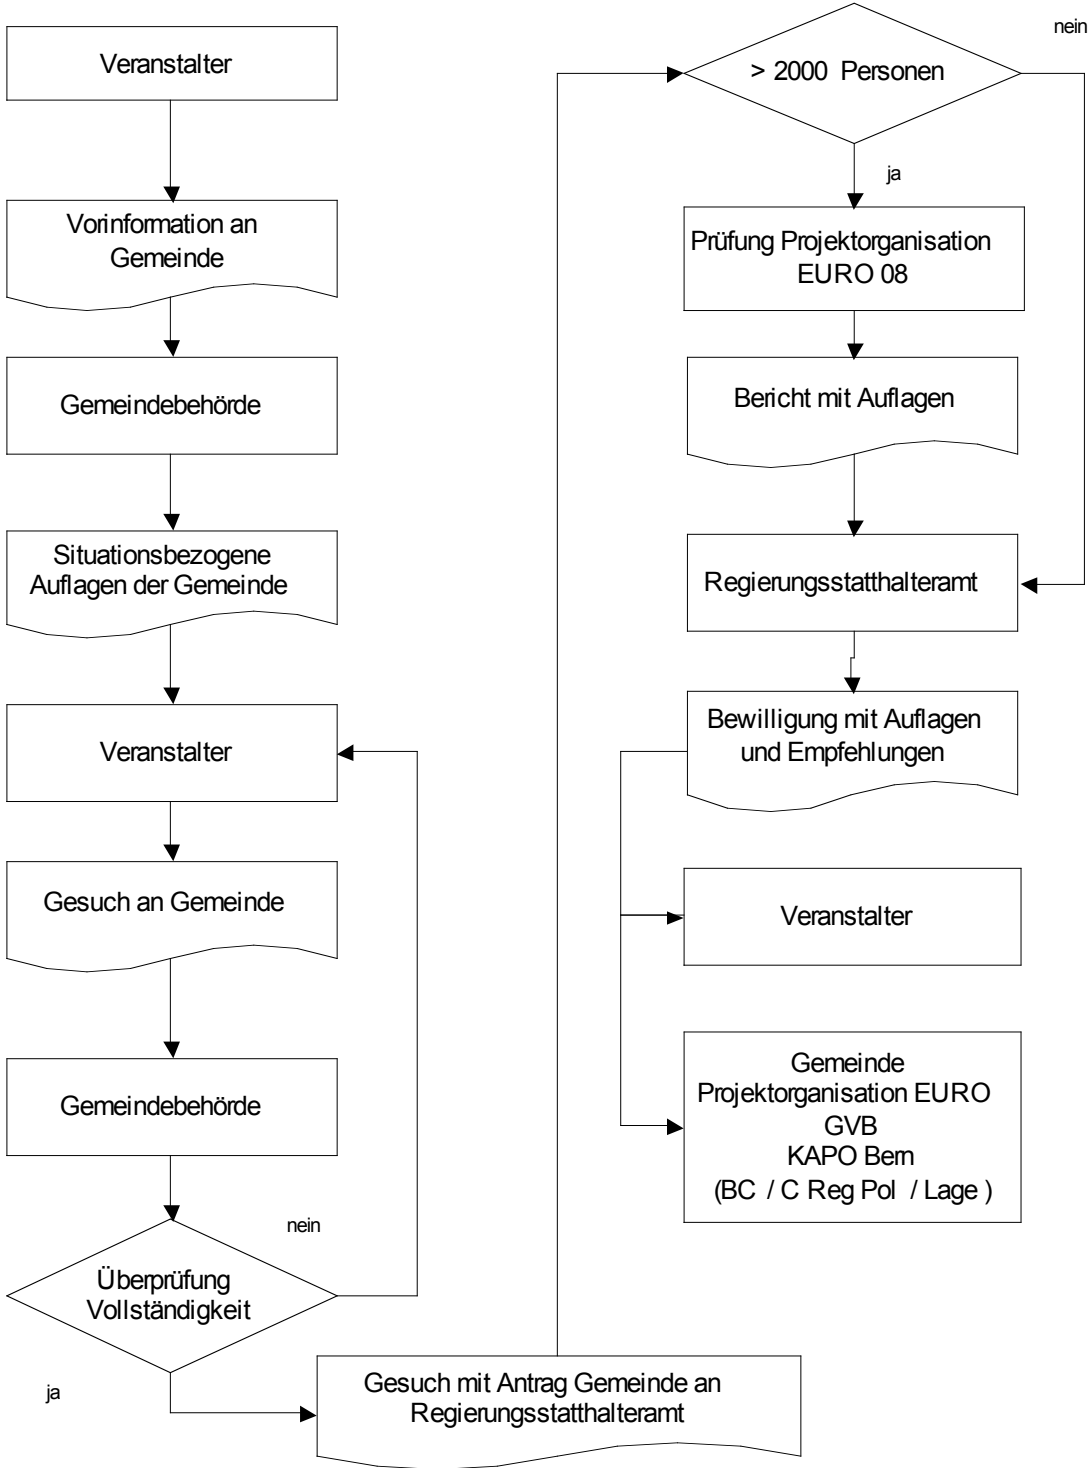 Veranstalter
Vorinformation an
Gemeinde
Gemeindebehörde
Situationsbezogene
Auflagen der Gemeinde
Veranstalter
Gesuch an Gemeinde
Gemeindebehörde
nein
Überprüfung
Vollständigkeit
ja
Gesuch mit Antrag Gemeinde an
Regierungsstatthalteramt
nein
> 2000 Personen
ja
Prüfung Projektorganisation
EURO 08
Bericht mit Auflagen
Regierungsstatthalteramt
Bewilligung mit Auflagen
und Empfehlungen
Veranstalter
Gemeinde
Projektorganisation EURO
GVB
KAPO Bern
(BC / C Reg Pol / Lage )